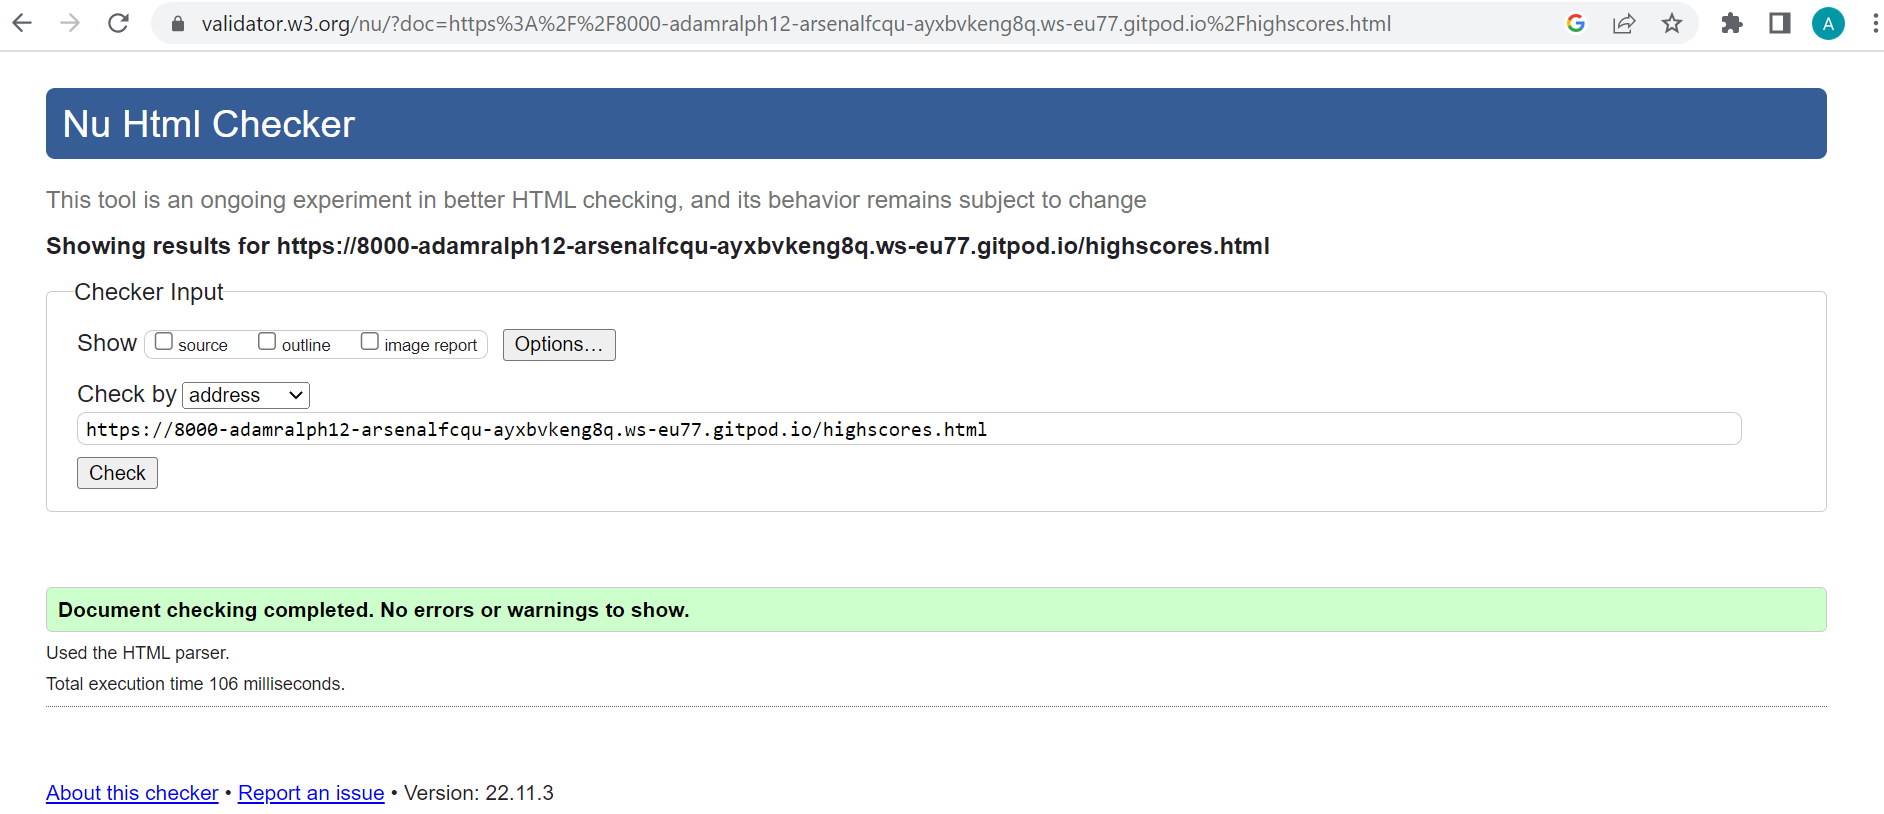 validator.w3.org/nu/?doc=https%3A%2F%2F8000-adamralph12-arsenalfcqu-ayxbvkeng8q.ws-eu77.gitpod.io%2Fhighscores.html
A
Nu Html Checker
This tool is an ongoing experiment in better HTML checking, and its behavior remains subject to change
Showing results for https://8000-adamralph12-arsenalfcqu-ayxbvkeng8q.ws-eu77.gitpod.io/highscores.html
Checker Input
Show source outline image report Options...
Check by address
https://8000-adamralph12-arsenalfcqu-ayxbvkeng8q.ws-eu77.gitpod.io/highscores.html
Check
Document checking completed. No errors or warnings to show.
Used the HTML parser.
Total execution time 106 milliseconds.
About this checker • Report an issue • Version: 22.11.3